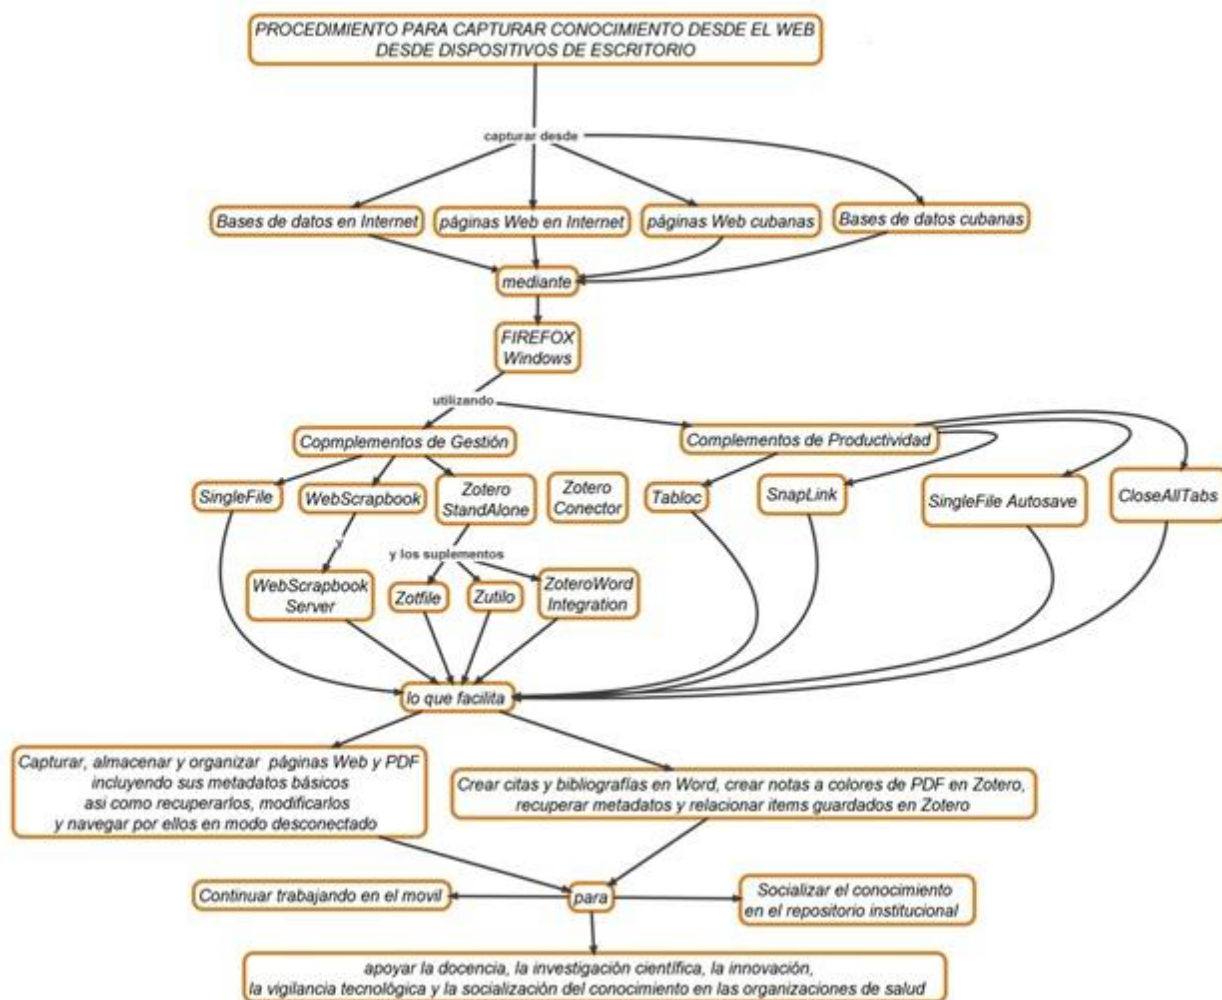 PROCEDIMIENTO PARA CAPTURAR CONOCIMIENTO DESDE EL WEB
DESDE DISPOSITIVOS DE ESCRITORIO
capturar desde
Bases de datos en Internet
páginas Web en Internet
páginas Web cubanas
Bases de datos cubanas
mediante
FIREFOX
Windows
utilizando
Copmplementos de Gestión
Complementos de Productividad
SingleFile
WebScrapbook
Zotero
StandAlone
Zotero
Conector
Tabloc
SnapLink
SingleFile Autosave
CloseAllTabs
y
y los suplementos
WebScrapbook
Server
Zotfile
Zutilo
ZoteroWord
Integration
lo que facilita
Capturar, almacenar y organizar páginas Web y PDF
incluyendo sus metadatos básicos
asi como recuperarlos, modificarlos
y navegar por ellos en modo desconectado
Crear citas y bibliografías en Word, crear notas a colores de PDF en Zotero,
recuperar metadatos y relacionar items guardados en Zotero
Continuar trabajando en el movil
para
Socializar el conocimiento
en el repositorio institucional
apoyar la docencia, la investigación científica, la innovación,
la vigilancia tecnológica y la socialización del conocimiento en las organizaciones de salud